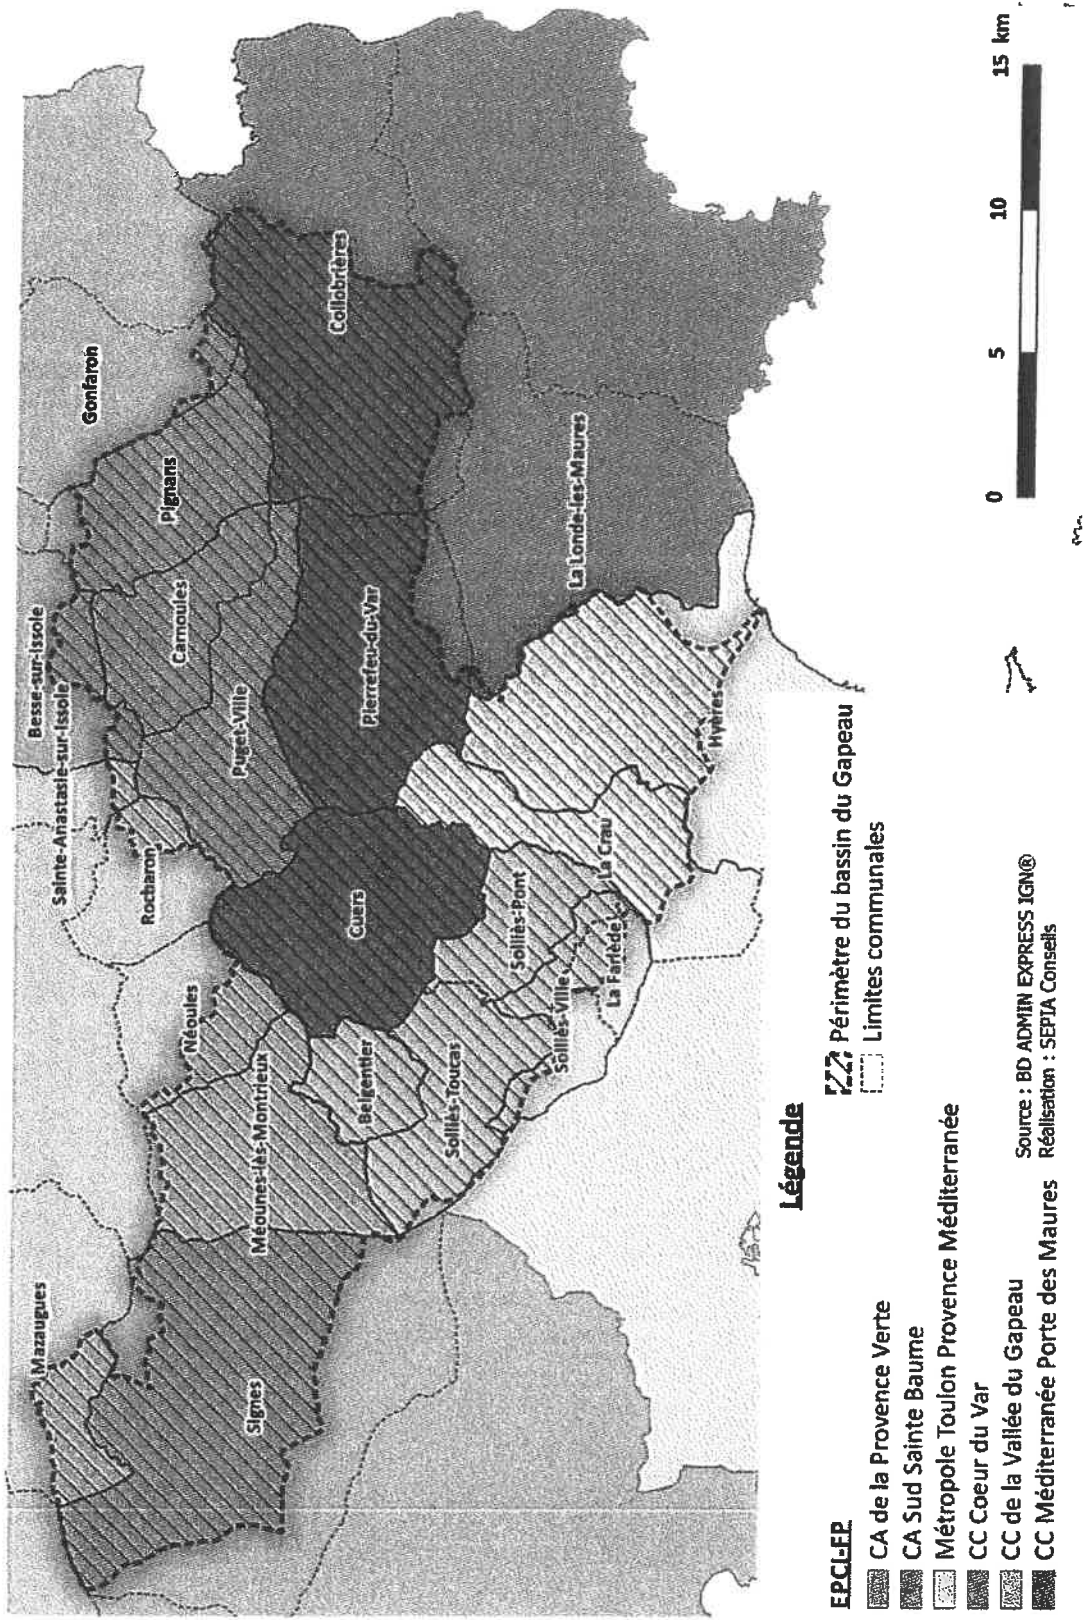 Mazaugues
Signes
Méounes-lès-Montrieux
Néoules
Belgentier
Solliès-Toucas
Solliès-Ville
La Farlède
Solliès-Pont
La Crau
Cuers
Rocbaron
Sainte-Anastasie-sur-Issole
Besse-sur-Issole
Puget-Ville
Carnoules
Pignans
Gonfaron
Pierrefeu-du-Var
Collobrières
La Londe-les-Maures
Hyères
Légende
EPCI-FP
CA de la Provence Verte
CA Sud Sainte Baume
Métropole Toulon Provence Méditerranée
CC Coeur du Var
CC de la Vallée du Gapeau
CC Méditerranée Porte des Maures
Périmètre du bassin du Gapeau
Limites communales
Source : BD ADMIN EXPRESS IGN®
Réalisation : SEPIA Conseils
0 5 10 15 km